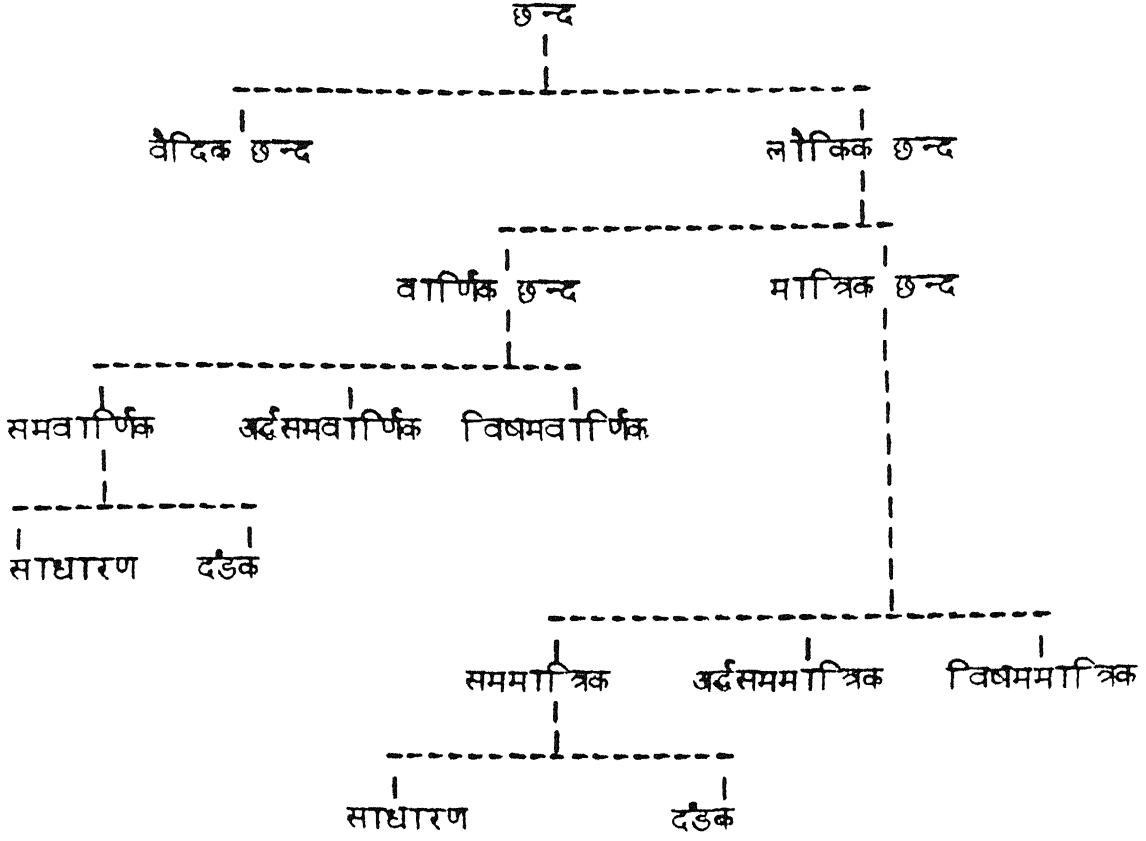 छन्द
वैदिक छन्द लौकिक छन्द
वार्णिक छन्द मात्रिक छन्द
समवार्णिक अर्द्धसमवार्णिक विषमवार्णिक
साधारण दंडक
सममात्रिक अर्द्धसममात्रिक विषममात्रिक
साधारण दंडक